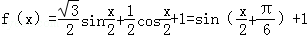 f（x）=√3/2 sin x/2+1/2 cos x/2+1=sin（x/2+π/6）+1